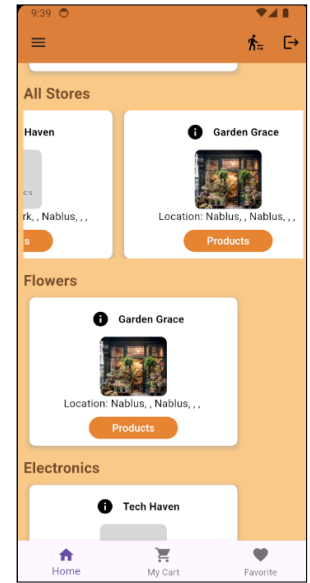 9:39
All Stores
Haven
Garden Grace
cs
rk, , Nablus, , ,
Location: Nablus, , Nablus, , ,
s
Products
Flowers
Garden Grace
Location: Nablus, , Nablus, , ,
Products
Electronics
Tech Haven
Home
My Cart
Favorite